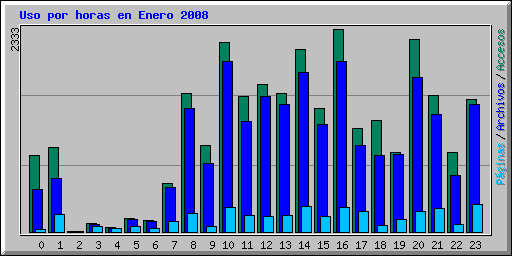 Uso por horas en Enero 2008
2333
Páginas / Archivos / Accesos
0 1 2 3 4 5 6 7 8 9 10 11 12 13 14 15 16 17 18 19 20 21 22 23